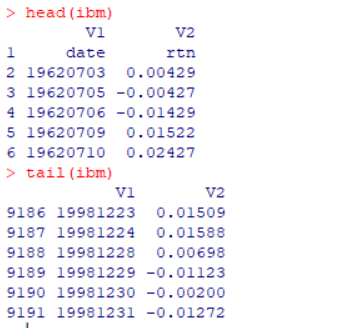 > head(ibm)
V1 V2
1 date rtn
2 19620703 0.00429
3 19620705 -0.00427
4 19620706 -0.01429
5 19620709 0.01522
6 19620710 0.02427
> tail(ibm)
V1 V2
9186 19981223 0.01509
9187 19981224 0.01588
9188 19981228 0.00698
9189 19981229 -0.01123
9190 19981230 -0.00200
9191 19981231 -0.01272